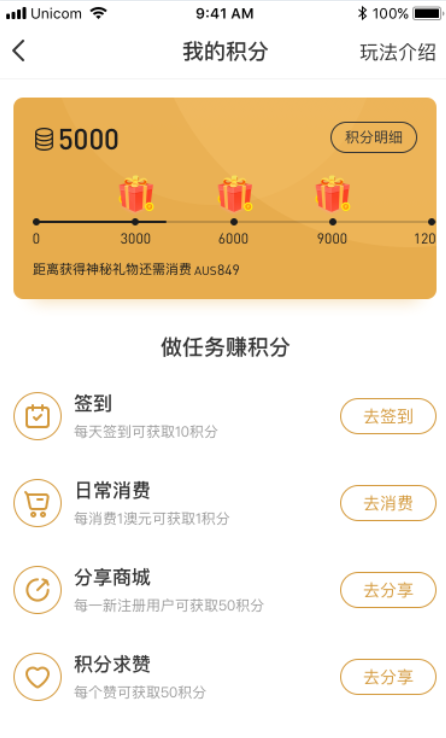 Unicom 9:41 AM 100%
我的积分 玩法介绍
5000 积分明细
0 3000 6000 9000 120
距离获得神秘礼物还需消费 AUS849
做任务赚积分
签到
每天签到可获取10积分
去签到
日常消费
每消费1澳元可获取1积分
去消费
分享商城
每一新注册用户可获取50积分
去分享
积分求赞
每个赞可获取50积分
去分享